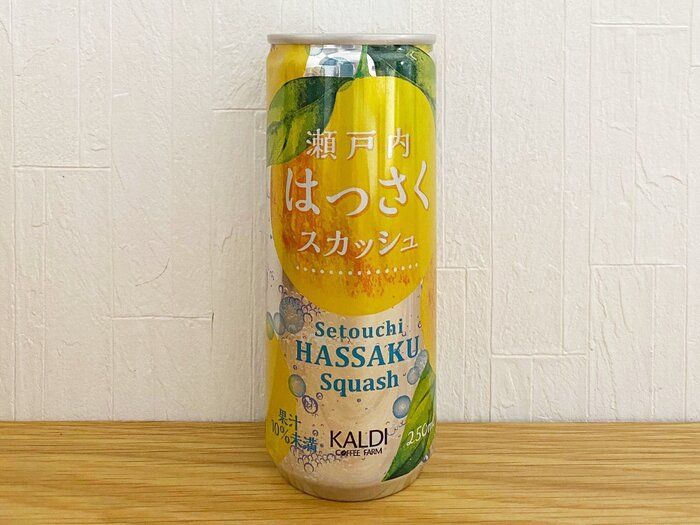 瀬戸内
はっさく
スカッシュ
Setouchi
HASSAKU
Squash
果汁
10%未満
KALDI
COFFEE FARM
250ml